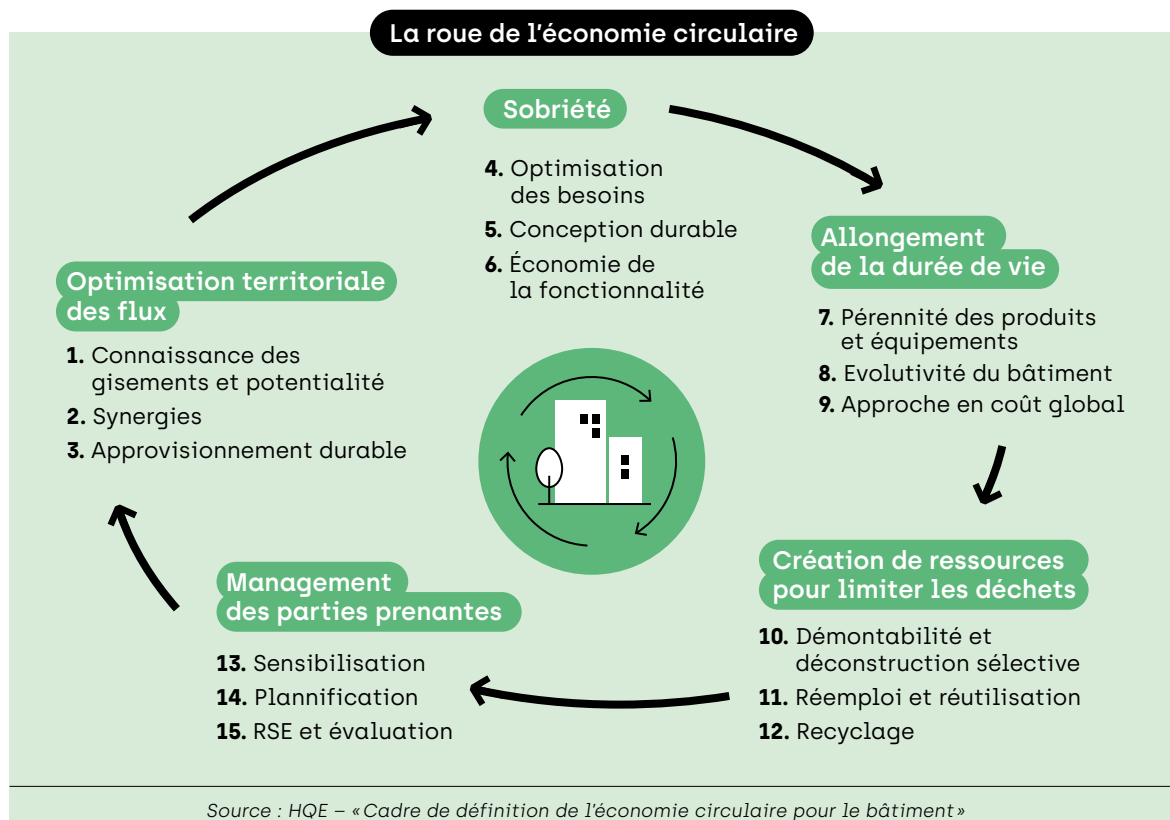 La roue de l'économie circulaire
Optimisation territoriale
des flux
1. Connaissance des
gisements et potentialité
2. Synergies
3. Approvisionnement durable
Sobriété
4. Optimisation
des besoins
5. Conception durable
6. Économie de
la fonctionnalité
Allongement
de la durée de vie
7. Pérennité des produits
et équipements
8. Evolutivité du bâtiment
9. Approche en coût global
Création de ressources
pour limiter les déchets
10. Démontabilité et
déconstruction sélective
11. Réemploi et réutilisation
12. Recyclage
Management
des parties prenantes
13. Sensibilisation
14. Plannification
15. RSE et évaluation
Source : HQE – «Cadre de définition de l'économie circulaire pour le bâtiment»